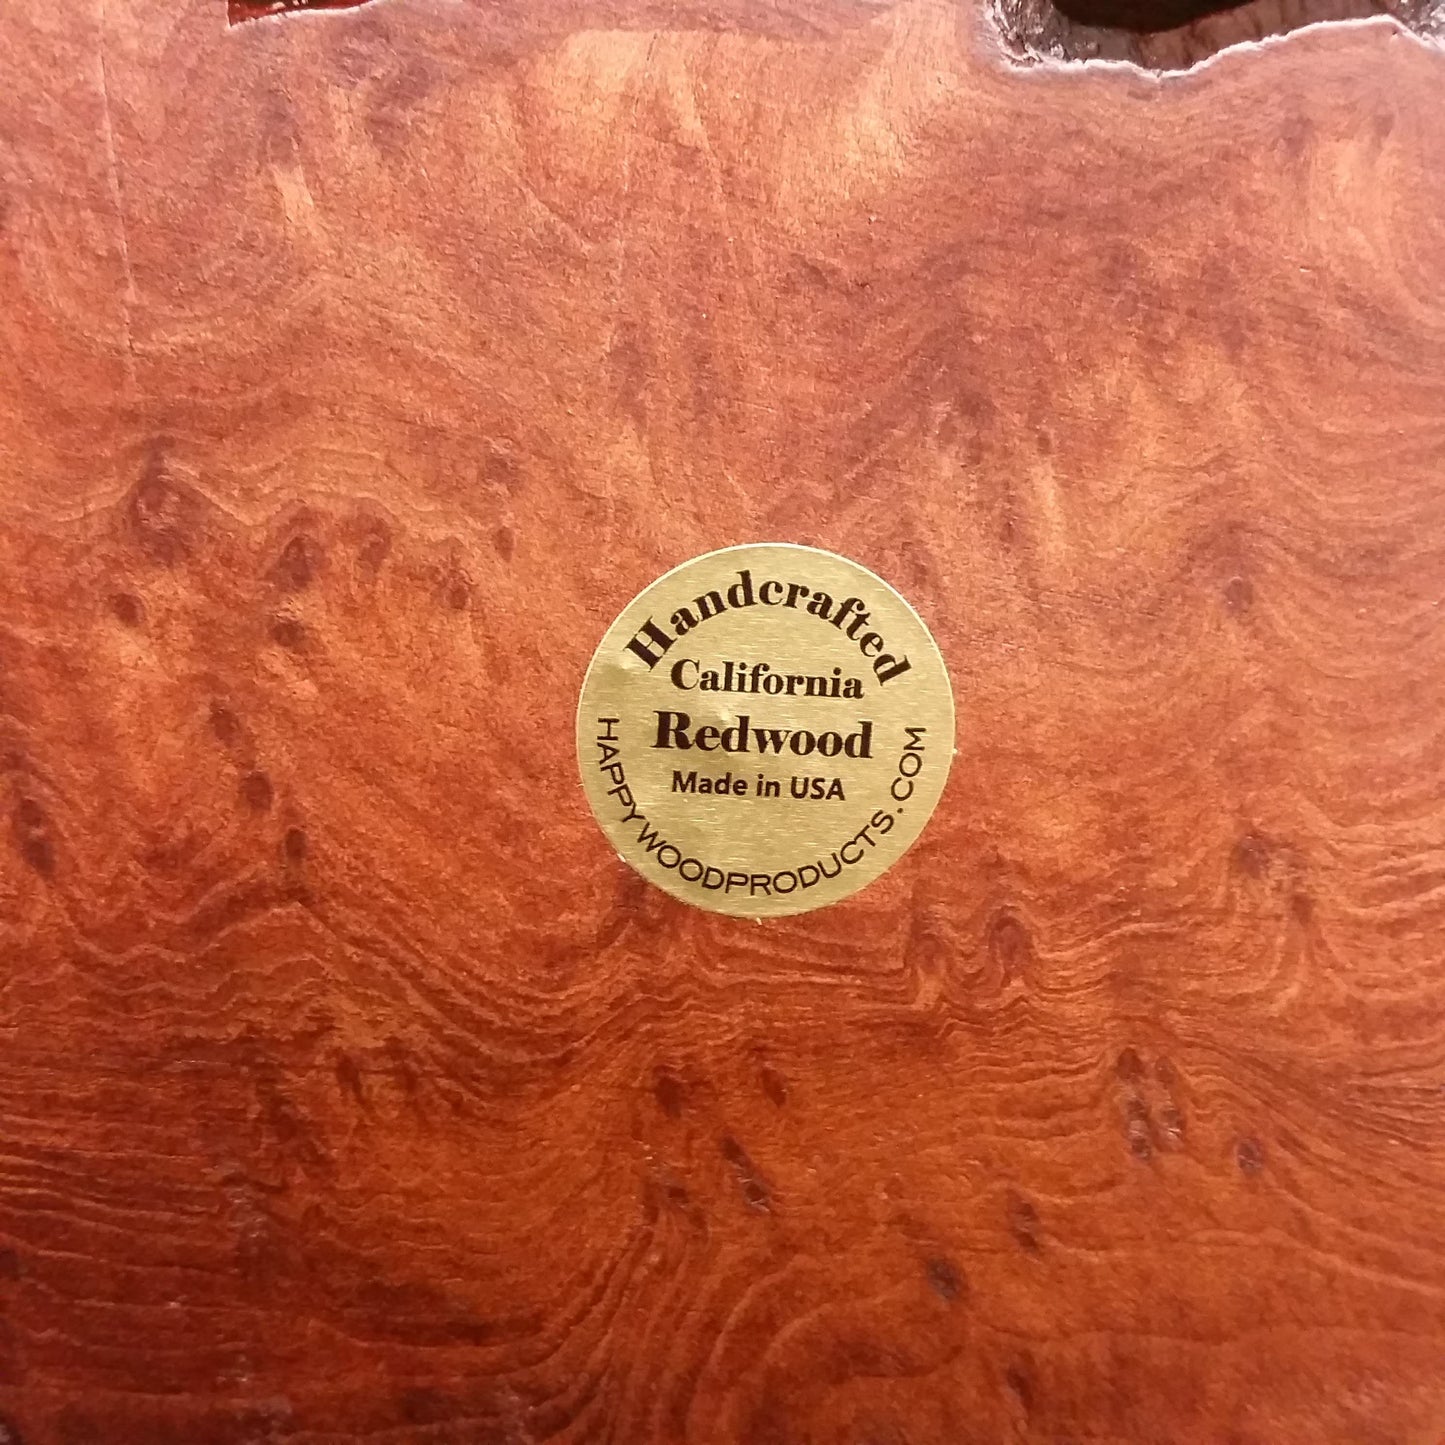 Handcrafted
California
Redwood
Made in USA
HAPPYWOODPRODUCTS.COM